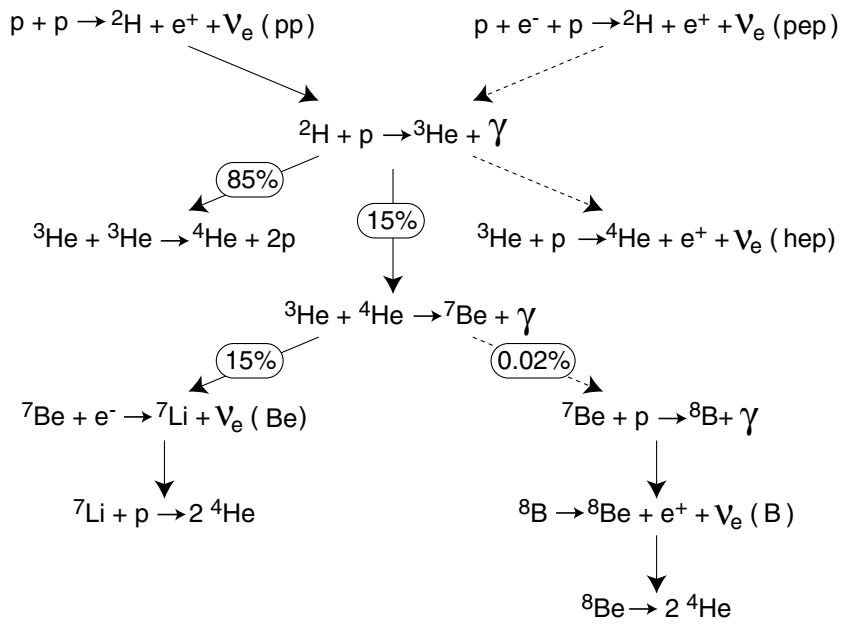 p + p → ²H + e⁺ + νₑ (pp)
p + e⁻ + p → ²H + e⁺ + νₑ (pep)
²H + p → ³He + γ
85%
15%
³He + ³He → ⁴He + 2p
³He + p → ⁴He + e⁺ + νₑ (hep)
³He + ⁴He → ⁷Be + γ
15%
0.02%
⁷Be + e⁻ → ⁷Li + νₑ (Be)
⁷Be + p → ⁸B + γ
⁷Li + p → 2 ⁴He
⁸B → ⁸Be + e⁺ + νₑ (B)
⁸Be → 2 ⁴He